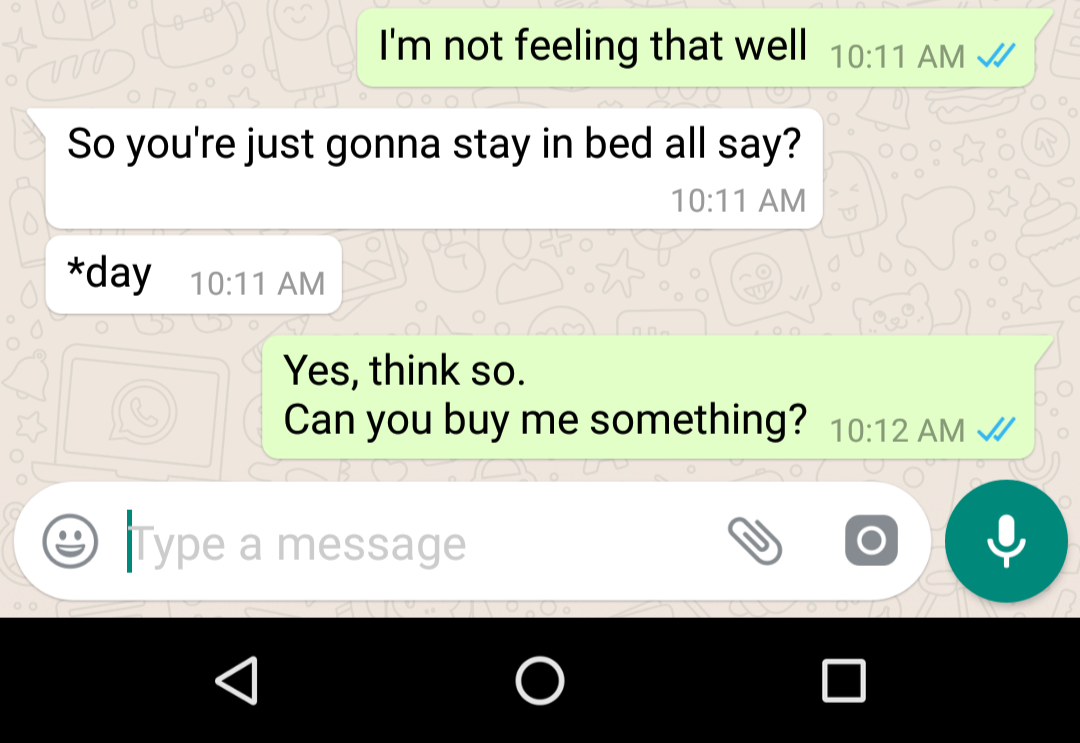 I'm not feeling that well 10:11 AM
So you're just gonna stay in bed all say?
10:11 AM
*day 10:11 AM
Yes, think so.
Can you buy me something? 10:12 AM
Type a message